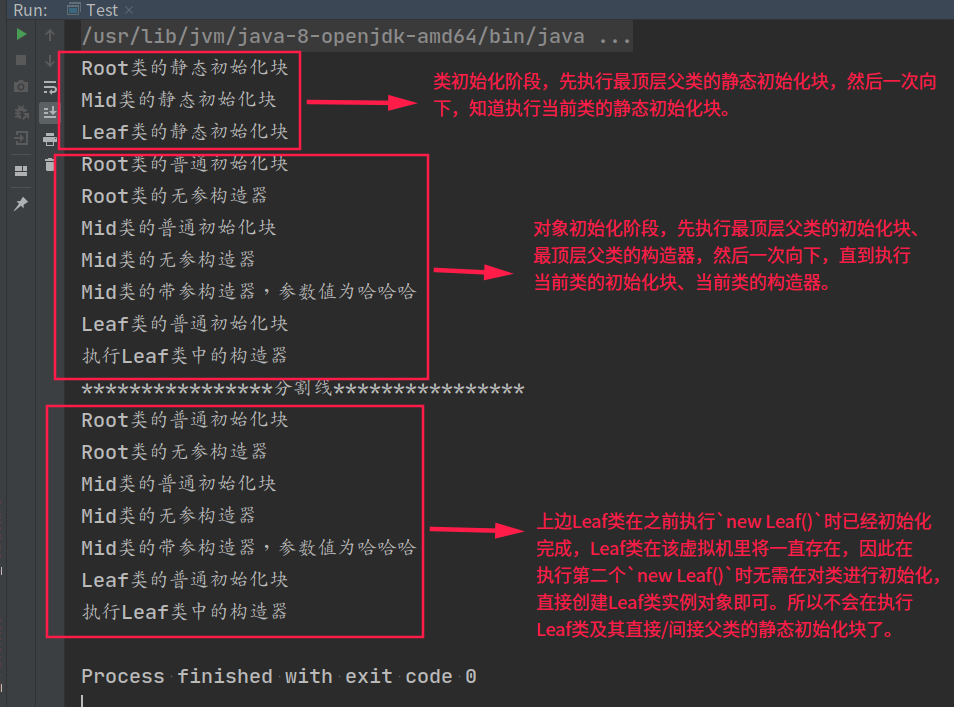 Run: Test ×
/usr/lib/jvm/java-8-openjdk-amd64/bin/java ...
Root类的静态初始化块
Mid类的静态初始化块
Leaf类的静态初始化块
类初始化阶段，先执行最顶层父类的静态初始化块，然后一次向
下，知道执行当前类的静态初始化块。
Root类的普通初始化块
Root类的无参构造器
Mid类的普通初始化块
Mid类的无参构造器
Mid类的带参构造器，参数值为哈哈哈
Leaf类的普通初始化块
执行Leaf类中的构造器
对象初始化阶段，先执行最顶层父类的初始化块、
最顶层父类的构造器，然后一次向下，直到执行
当前类的初始化块、当前类的构造器。
****************分割线****************
Root类的普通初始化块
Root类的无参构造器
Mid类的普通初始化块
Mid类的无参构造器
Mid类的带参构造器，参数值为哈哈哈
Leaf类的普通初始化块
执行Leaf类中的构造器
上边Leaf类在之前执行`new Leaf()`时已经初始化
完成，Leaf类在该虚拟机里将一直存在，因此在
执行第二个`new Leaf()`时无需在对类进行初始化，
直接创建Leaf类实例对象即可。所以不会在执行
Leaf类及其直接/间接父类的静态初始化块了。
Process finished with exit code 0